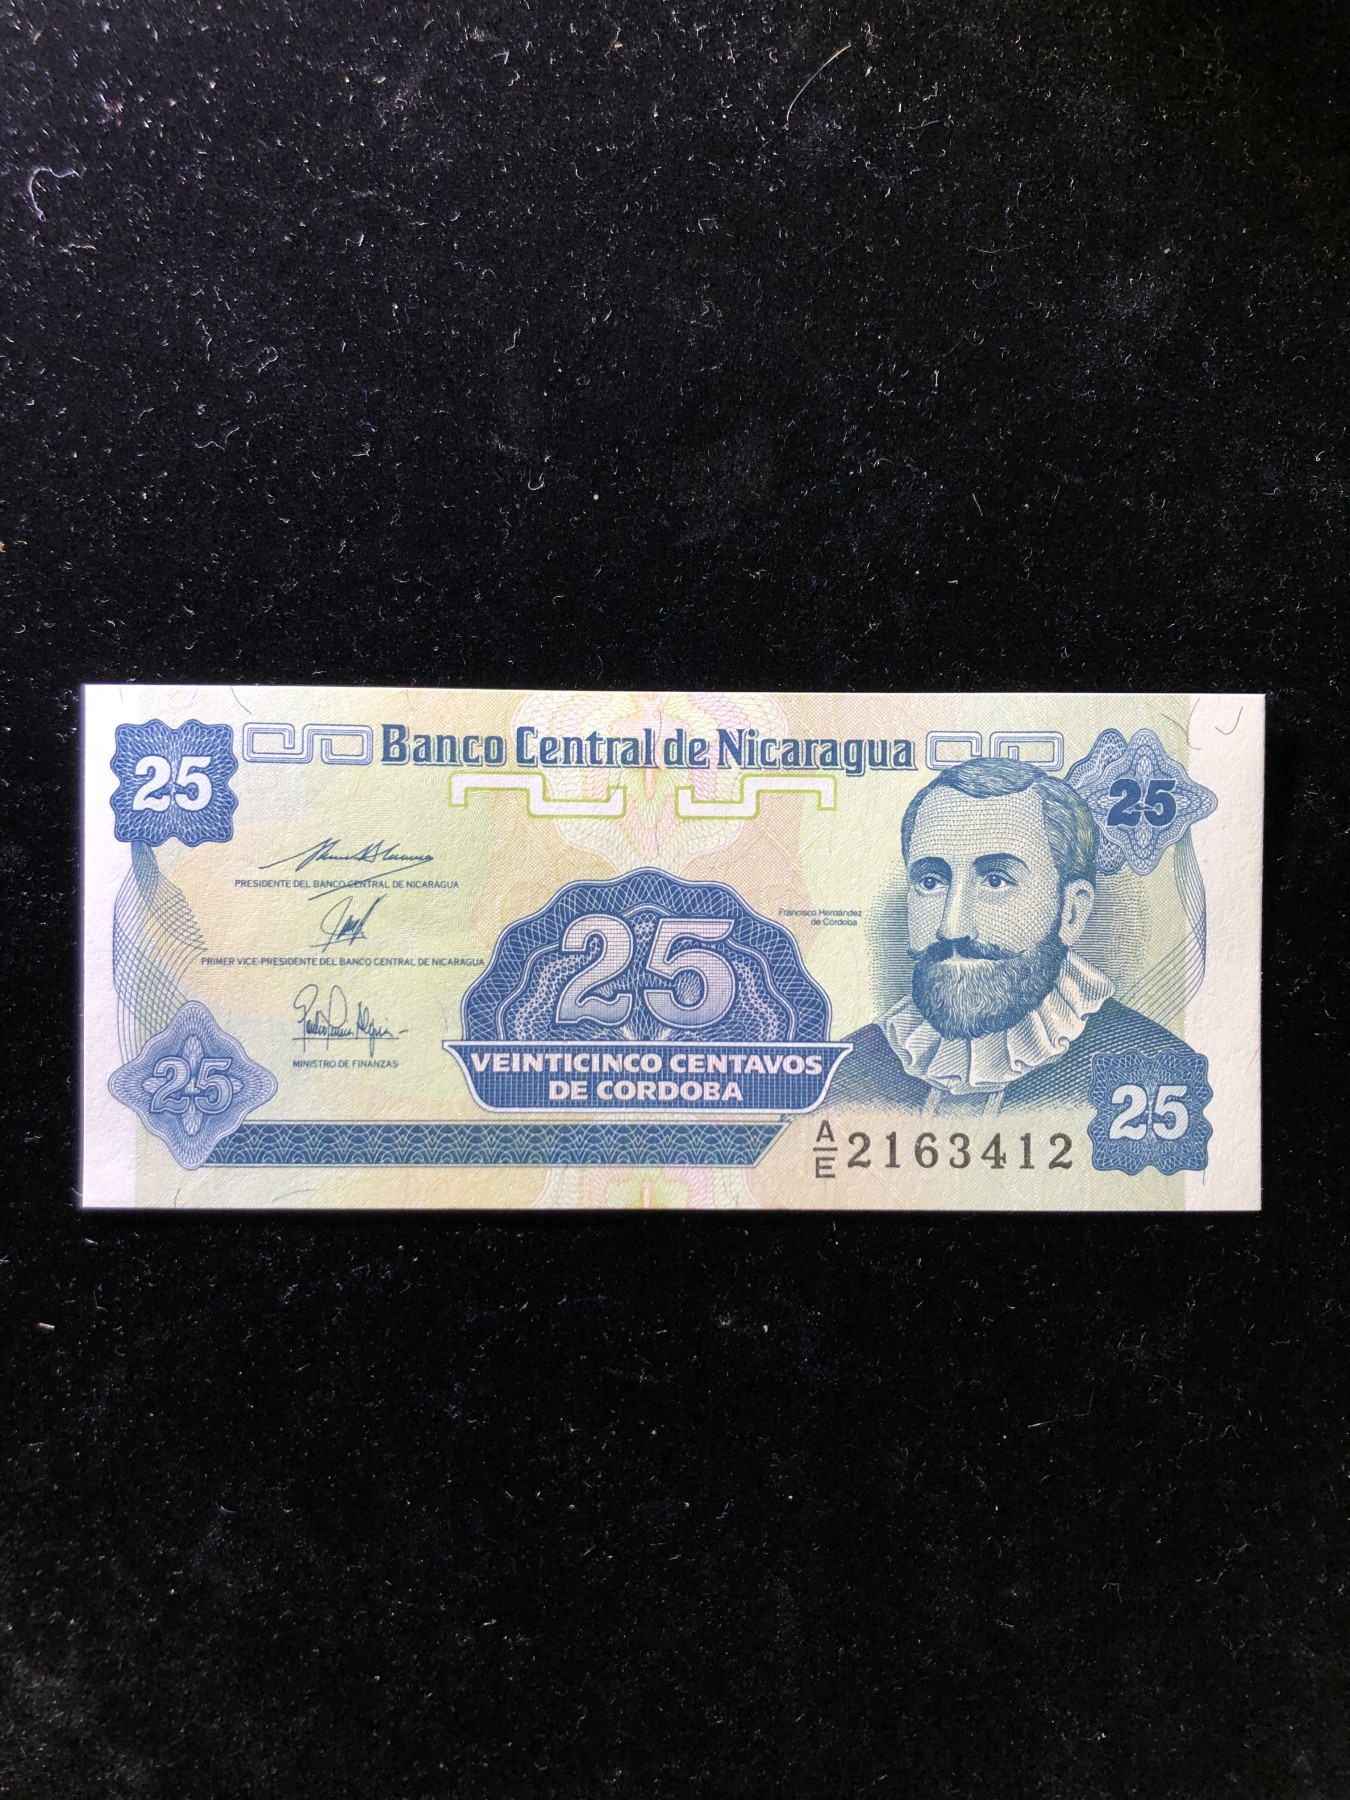 25
Banco Central de Nicaragua
25
PRESIDENTE DEL BANCO CENTRAL DE NICARAGUA
Francisco Hernández
de Córdoba
25
PRIMER VICE-PRESIDENTE DEL BANCO CENTRAL DE NICARAGUA
MINISTRO DE FINANZAS
25
VEINTICINCO CENTAVOS
DE CORDOBA
25
A/E 2163412